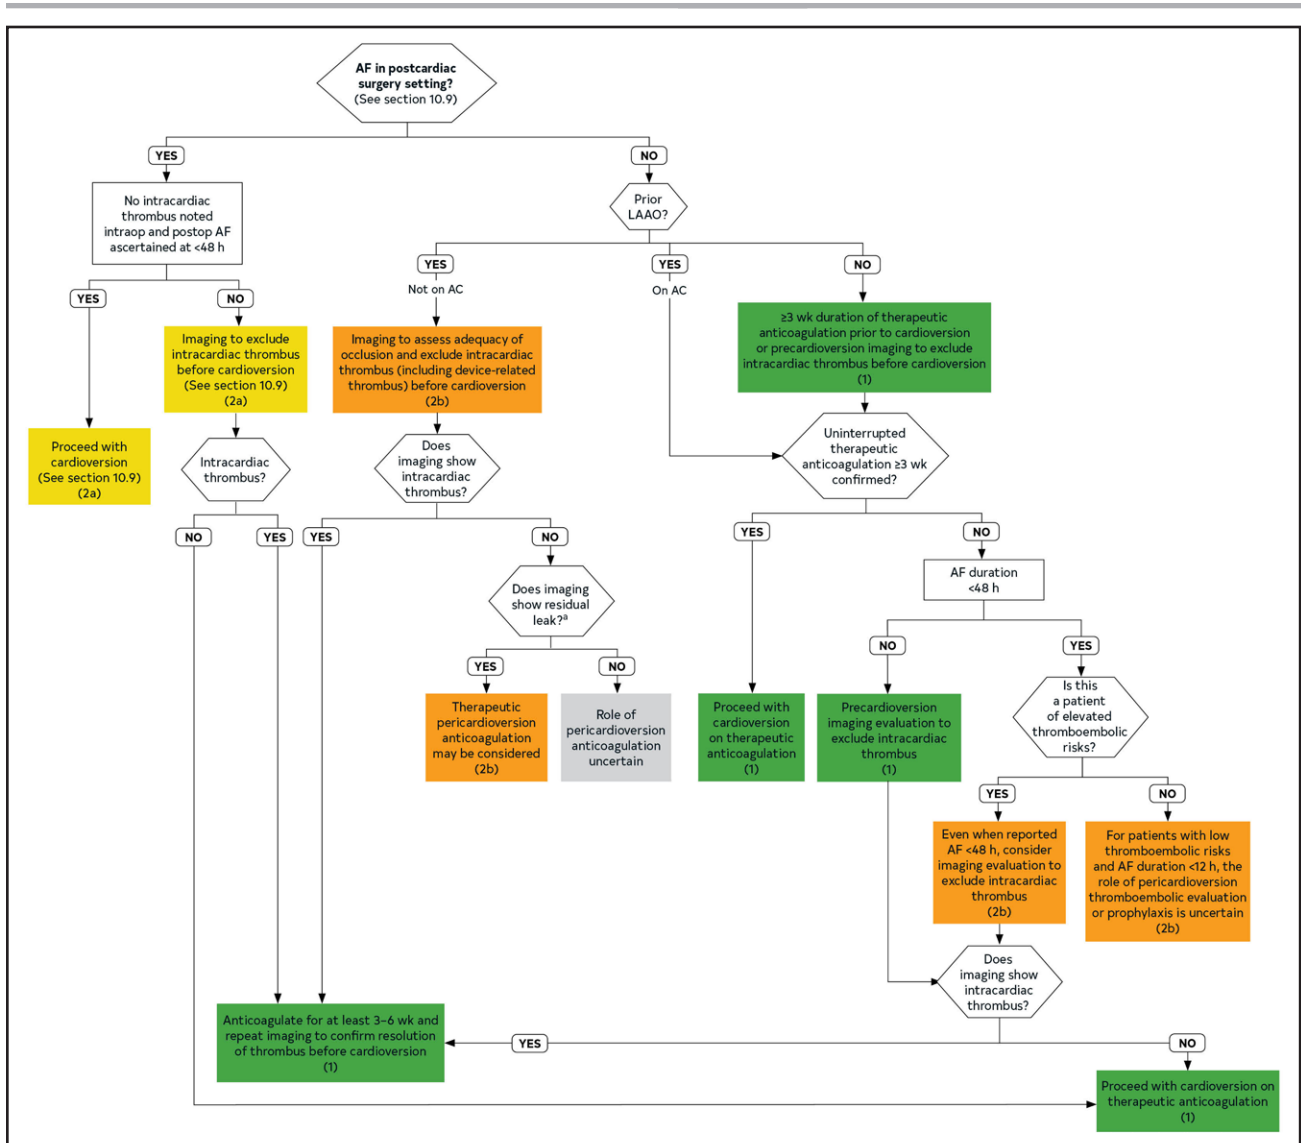 AF in postcardiac
surgery setting?
(See section 10.9)
YES
NO
No intracardiac
thrombus noted
intraop and postop AF
ascertained at <48 h
Prior
LAAO?
YES
NO
YES
Not on AC
YES
On AC
NO
Imaging to exclude
intracardiac thrombus
before cardioversion
(See section 10.9)
(2a)
Imaging to assess adequacy of
occlusion and exclude intracardiac
thrombus (including device-related
thrombus) before cardioversion
(2b)
≥3 wk duration of therapeutic
anticoagulation prior to cardioversion
or precardioversion imaging to exclude
intracardiac thrombus before cardioversion
(1)
Proceed with
cardioversion
(See section 10.9)
(2a)
Intracardiac
thrombus?
Does
imaging show
intracardiac
thrombus?
Uninterrupted
therapeutic
anticoagulation ≥3 wk
confirmed?
NO
YES
YES
NO
YES
NO
Does imaging
show residual
leak?a
AF duration
<48 h
YES
NO
NO
YES
Therapeutic
pericardioversion
anticoagulation
may be considered
(2b)
Role of
pericardioversion
anticoagulation
uncertain
Proceed with
cardioversion
on therapeutic
anticoagulation
(1)
Precardioversion
imaging evaluation to
exclude intracardiac
thrombus
(1)
Is this
a patient
of elevated
thromboembolic
risks?
YES
NO
Even when reported
AF <48 h, consider
imaging evaluation to
exclude intracardiac
thrombus
(2b)
For patients with low
thromboembolic risks
and AF duration <12 h, the
role of pericardioversion
thromboembolic evaluation
or prophylaxis is uncertain
(2b)
Does
imaging show
intracardiac
thrombus?
Anticoagulate for at least 3–6 wk and
repeat imaging to confirm resolution
of thrombus before cardioversion
(1)
YES
NO
Proceed with cardioversion on
therapeutic anticoagulation
(1)